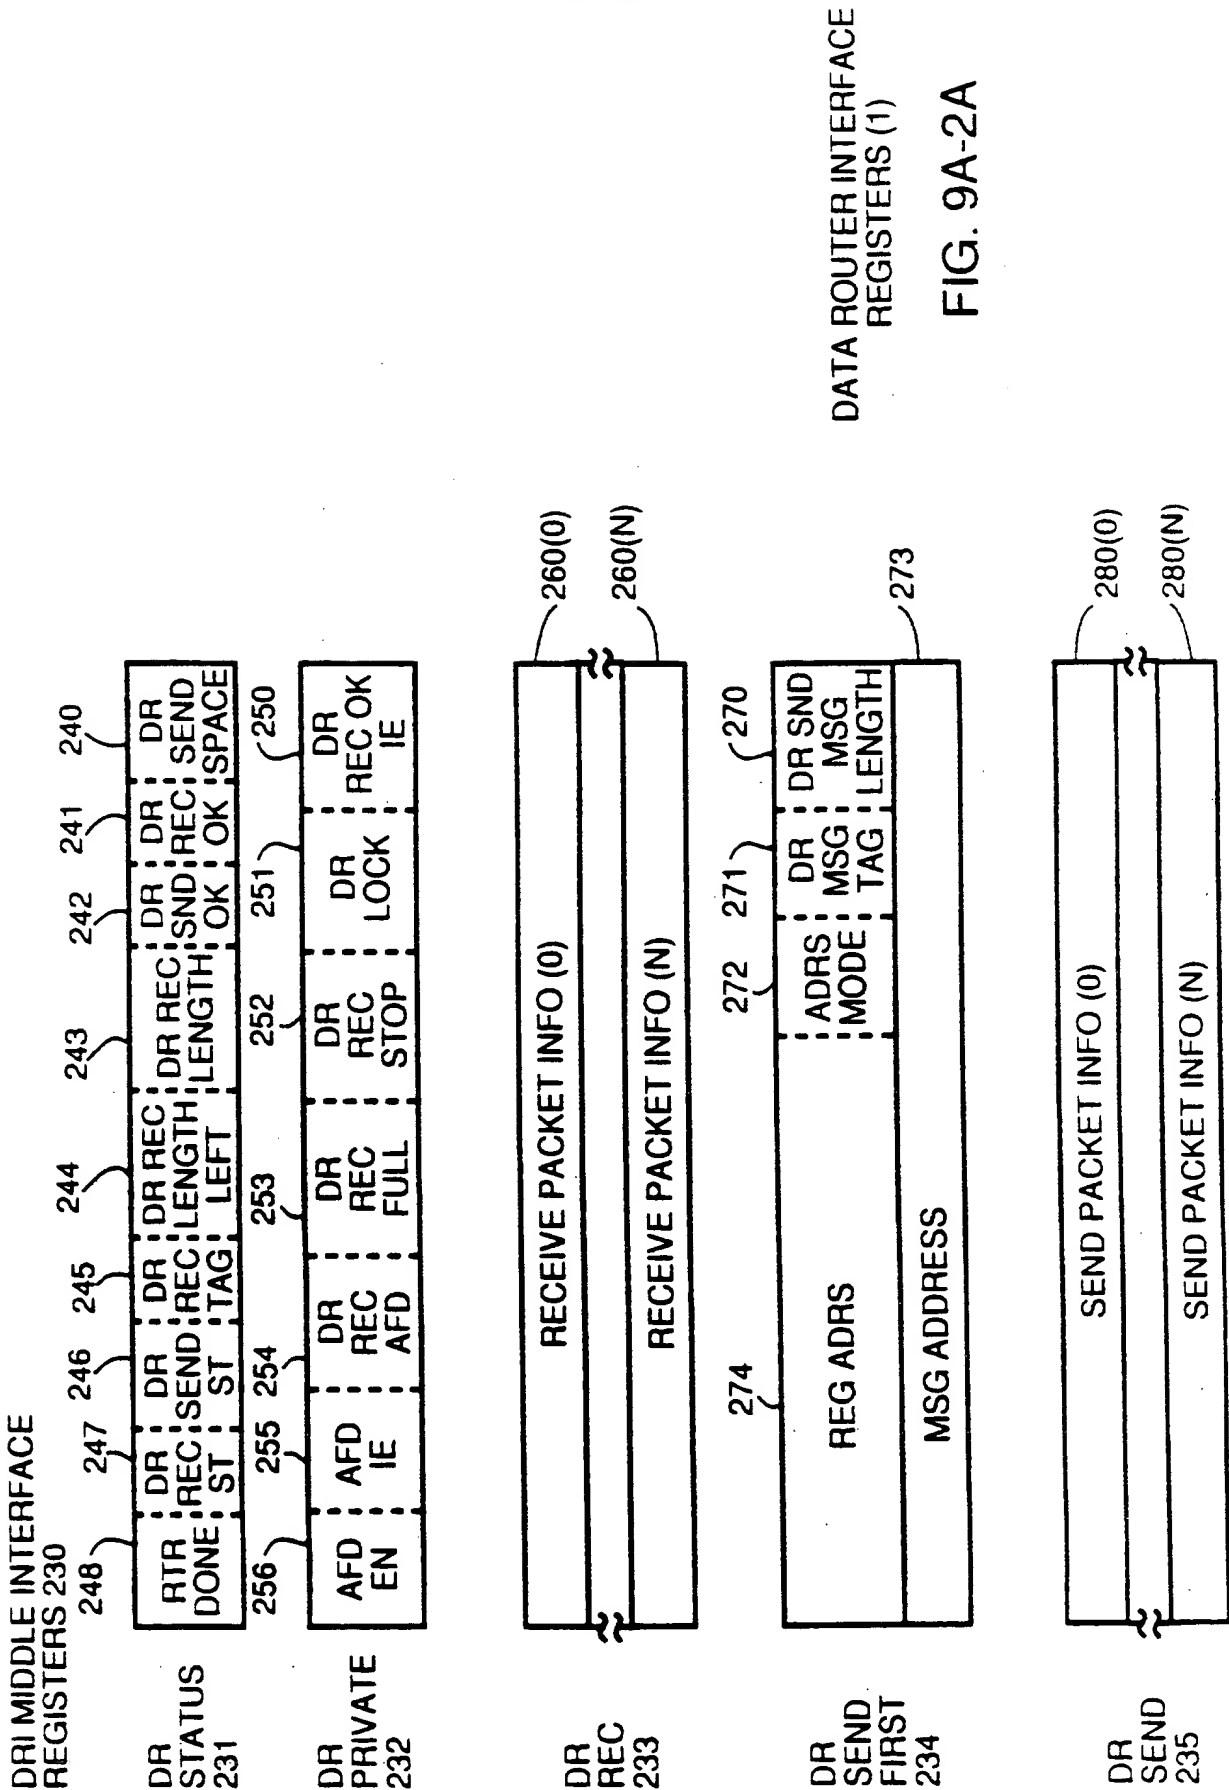 DRI MIDDLE INTERFACE
REGISTERS 230
DR
STATUS
231
248
247
246
245
244
243
242
241
240
RTR
DONE
DR
REC
ST
DR
SEND
ST
DR
REC
TAG
DR REC
LENGTH
LEFT
DR REC
LENGTH
DR
SND
OK
DR
REC
OK
DR
SEND
SPACE
DR
PRIVATE
232
256
255
254
253
252
251
250
AFD
EN
AFD
IE
DR
REC
AFD
DR
REC
FULL
DR
REC
STOP
DR
LOCK
DR
REC OK
IE
DR
REC
233
RECEIVE PACKET INFO (0)
260(0)
RECEIVE PACKET INFO (N)
260(N)
DR
SEND
FIRST
234
274
272
271
270
REG ADRS
ADRS
MODE
DR
MSG
TAG
DR SND
MSG
LENGTH
MSG ADDRESS
273
DR
SEND
235
SEND PACKET INFO (0)
280(0)
SEND PACKET INFO (N)
280(N)
DATA ROUTER INTERFACE
REGISTERS (1)
FIG. 9A-2A